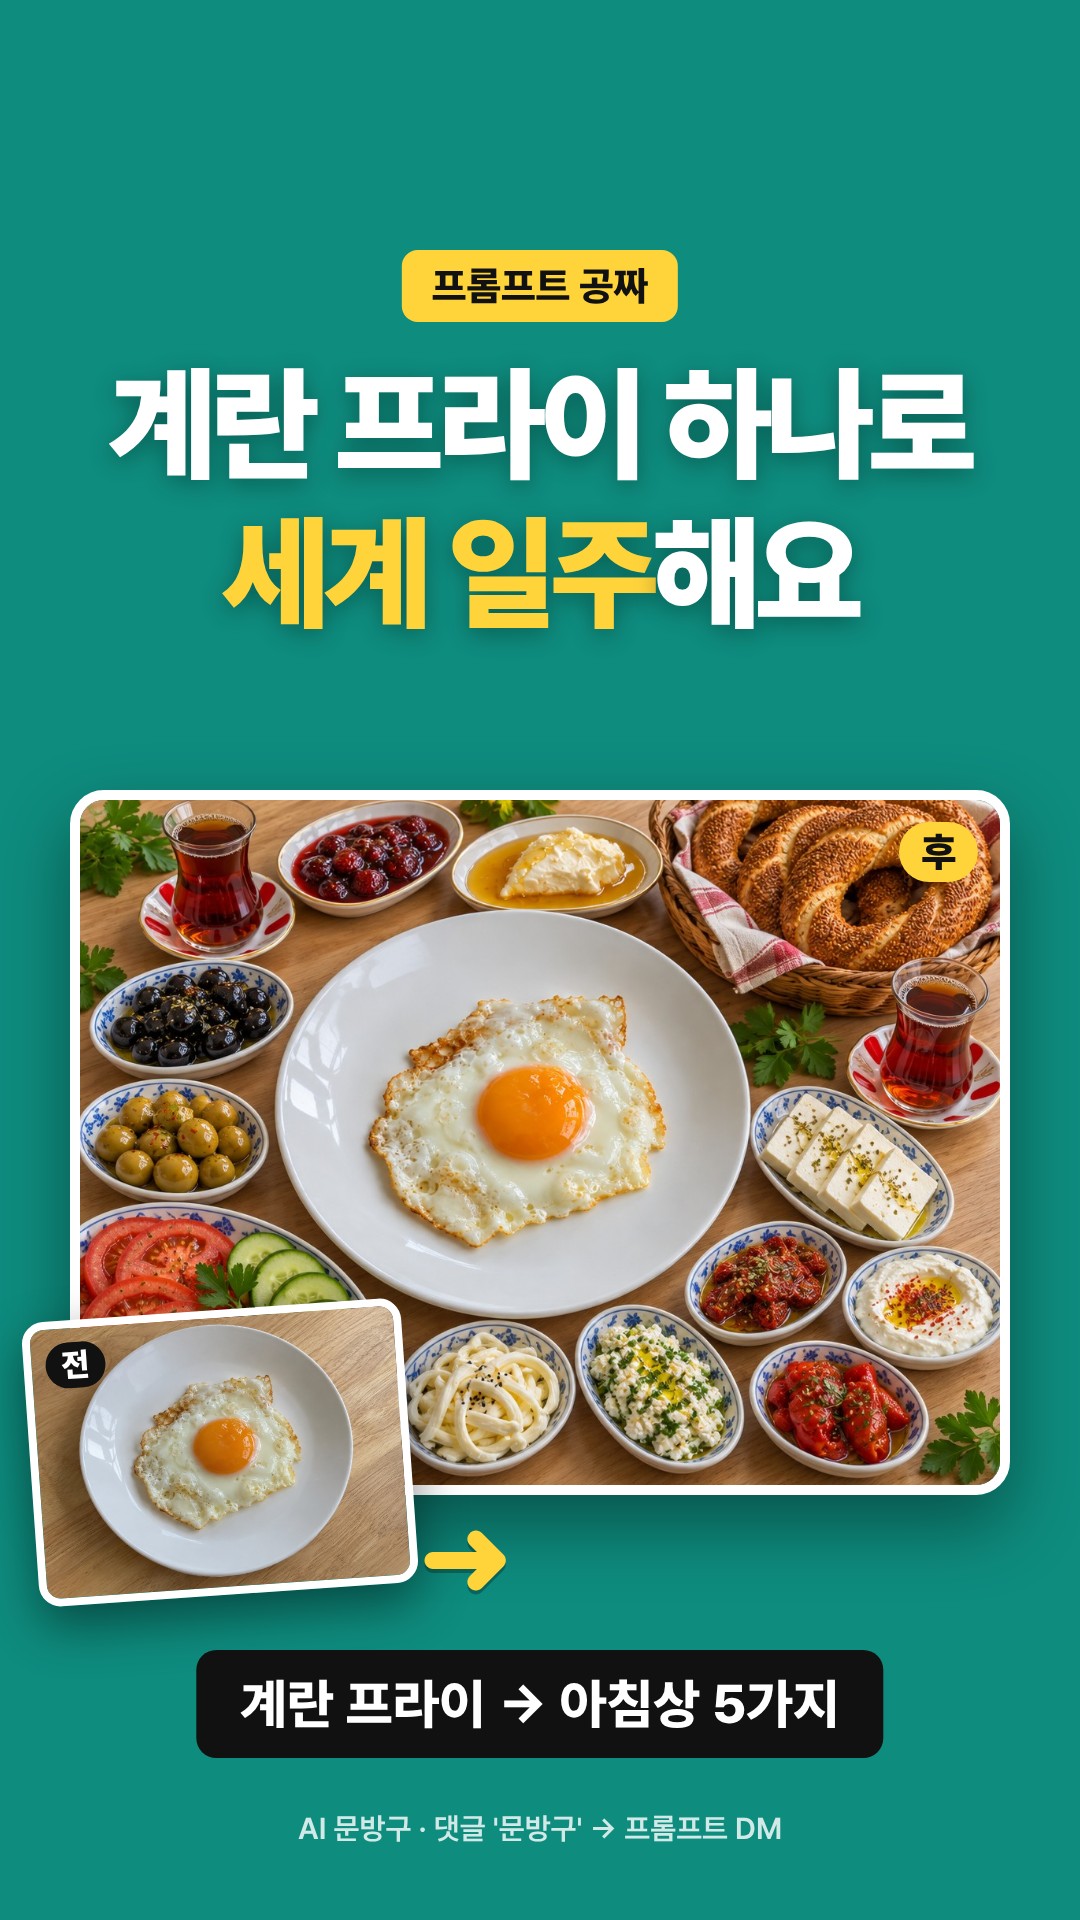 프롬프트 공짜
계란 프라이 하나로
세계 일주해요
후
전
계란 프라이 → 아침상 5가지
AI 문방구 · 댓글 '문방구' → 프롬프트 DM